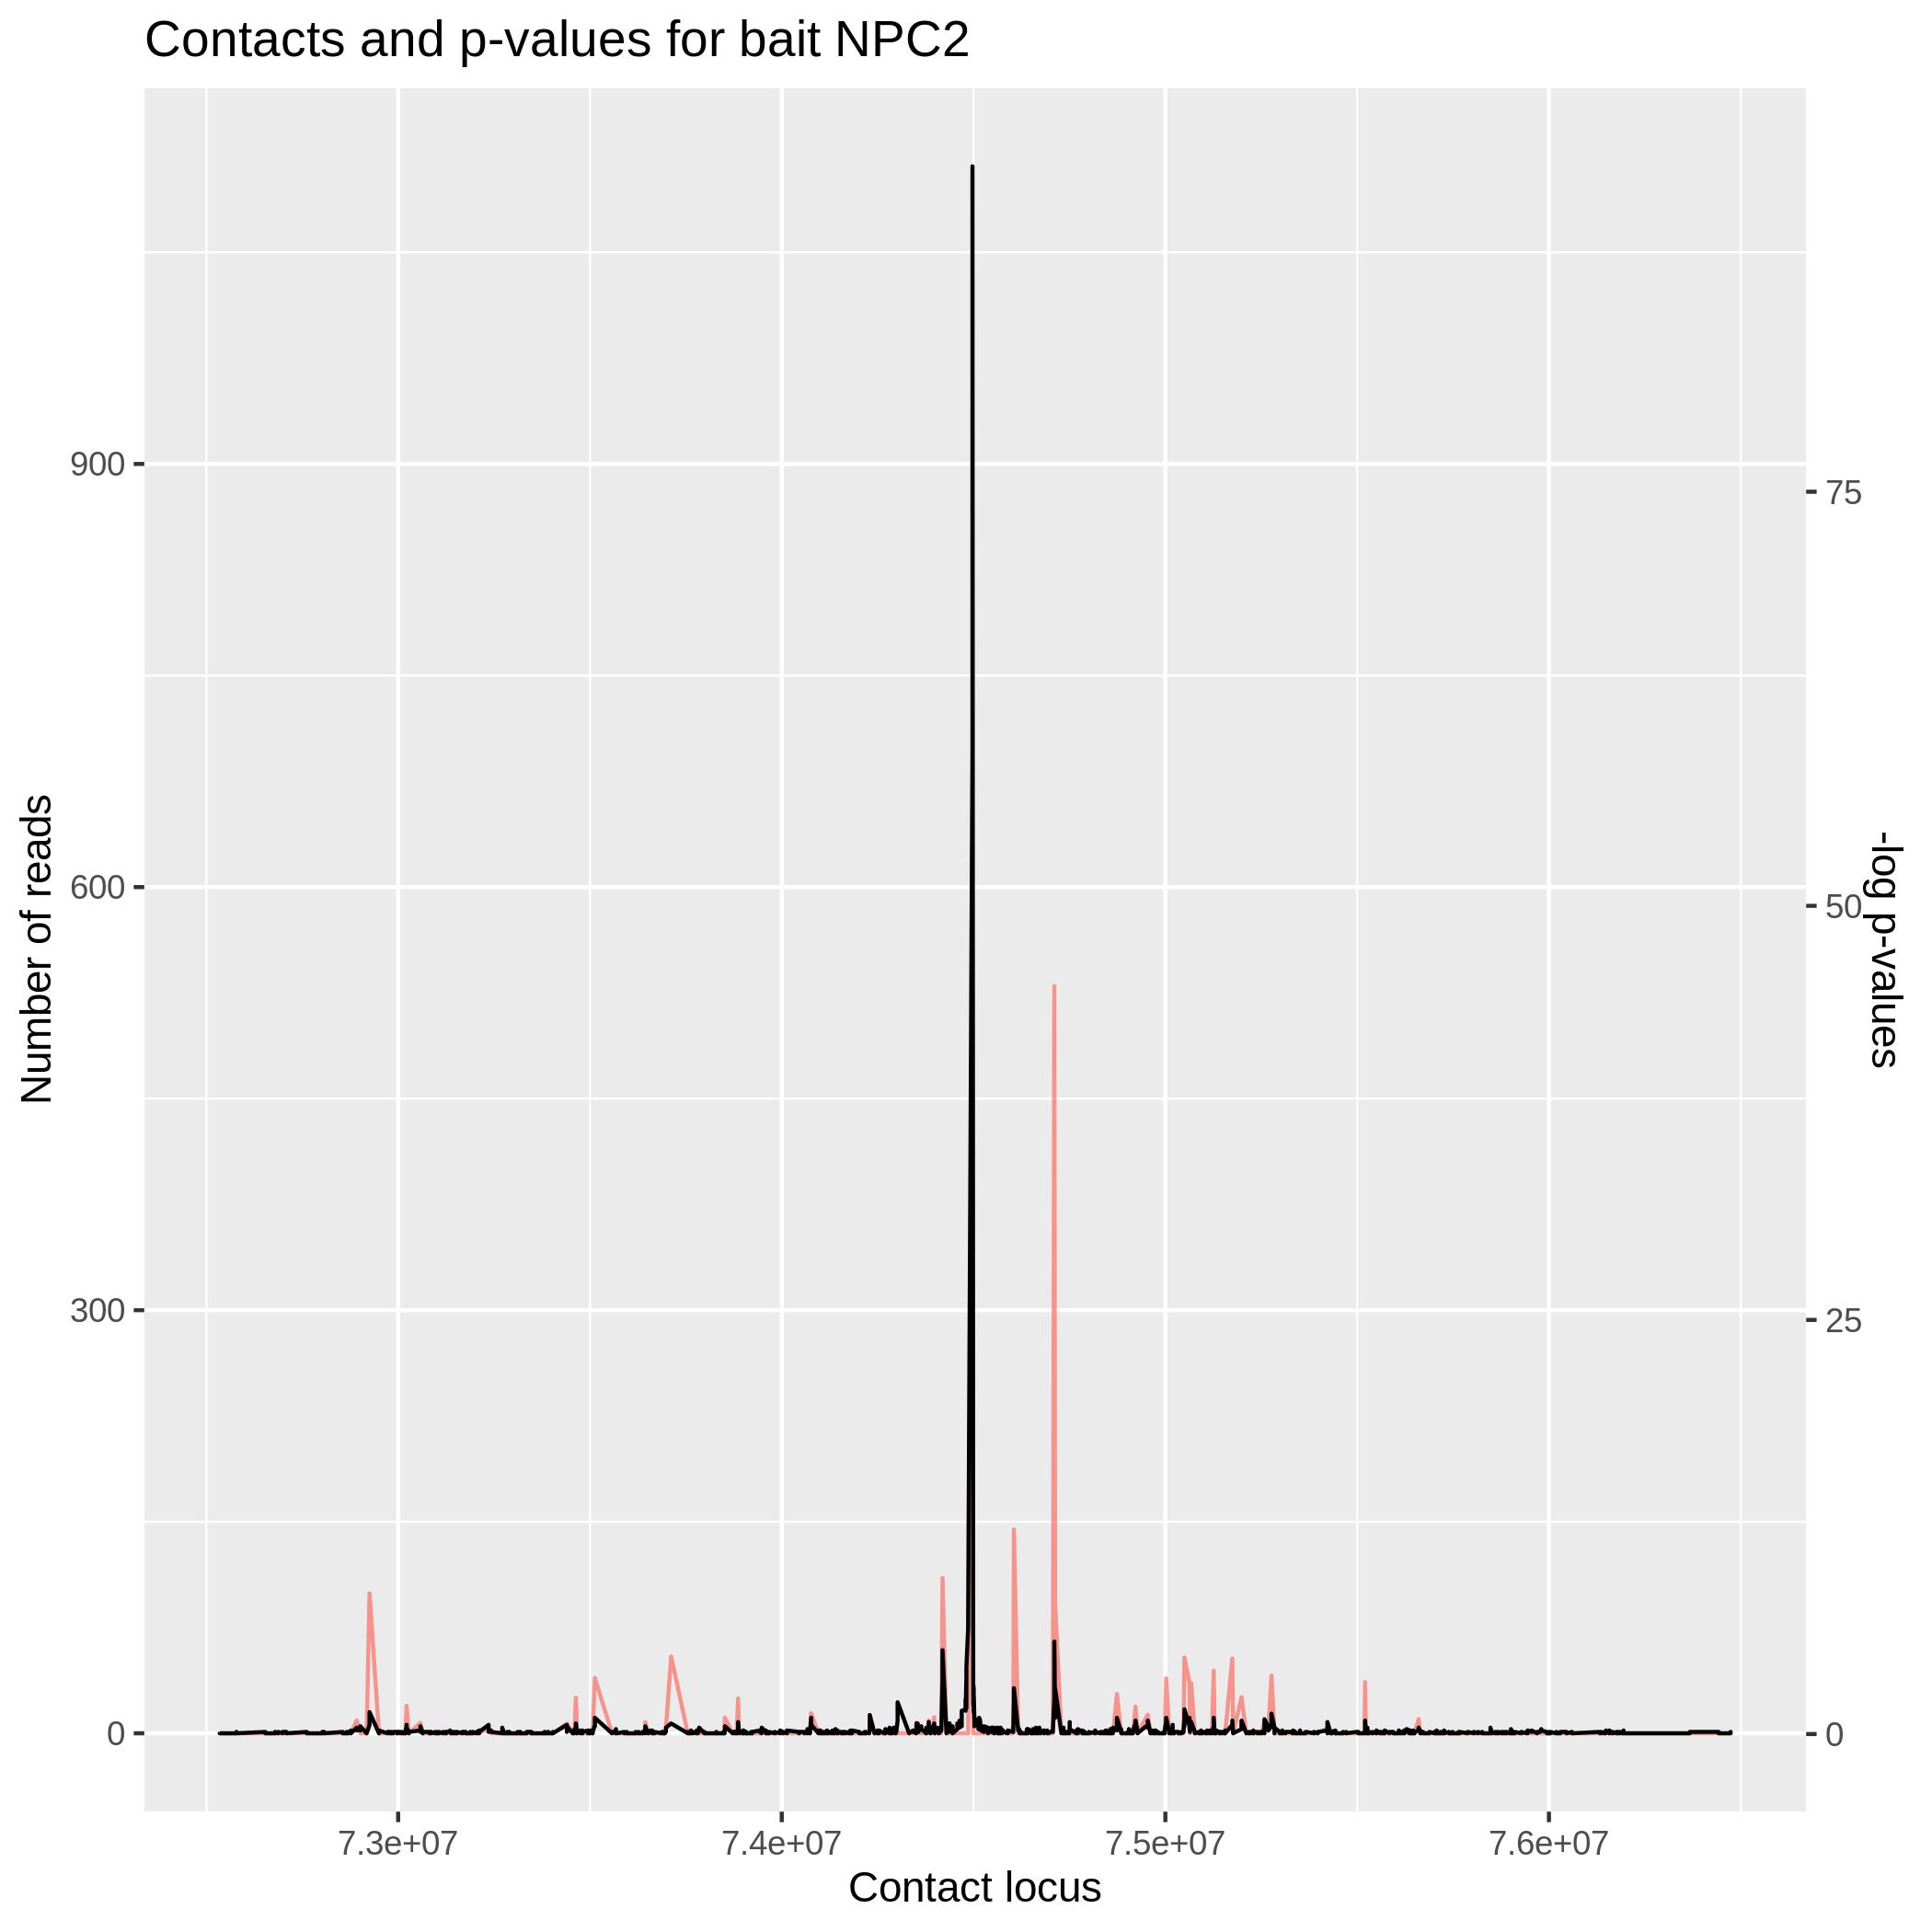 Contacts and p-values for bait NPC2
Number of reads
900
600
300
0
75
50
25
0
-log p-values
7.3e+07
7.4e+07
7.5e+07
7.6e+07
Contact locus